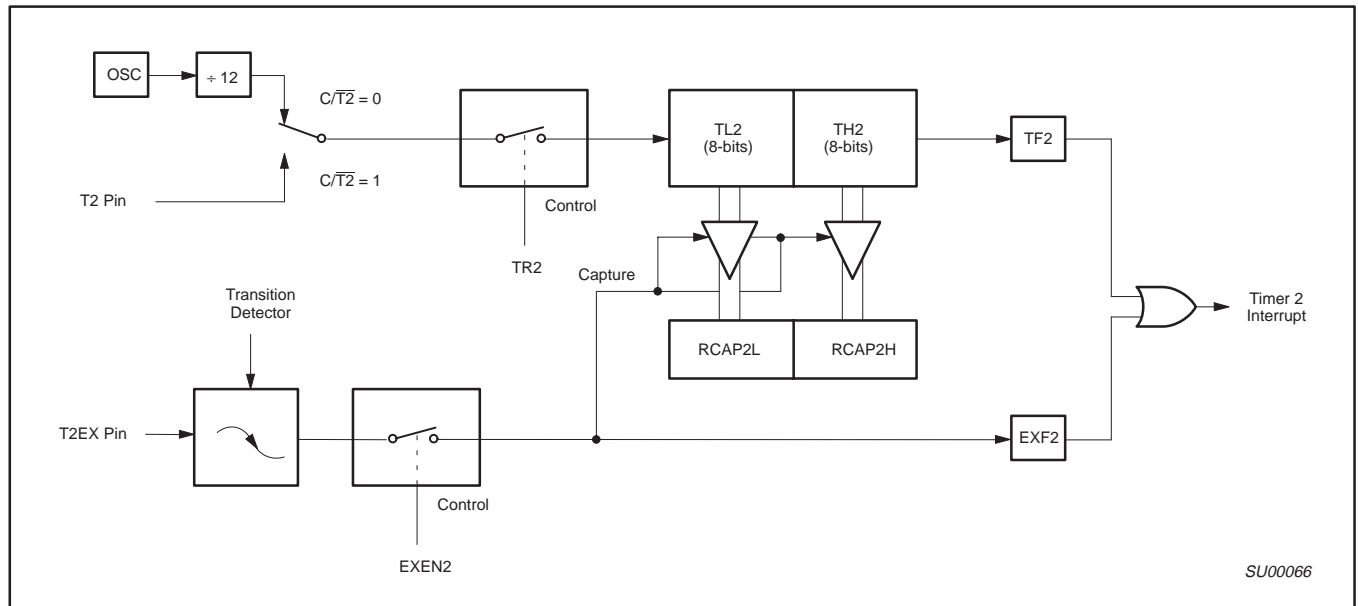 OSC
÷ 12
C/T2 = 0
C/T2 = 1
T2 Pin
Control
TR2
TL2
(8-bits)
TH2
(8-bits)
TF2
Capture
RCAP2L
RCAP2H
Timer 2
Interrupt
Transition
Detector
T2EX Pin
Control
EXEN2
EXF2
SU00066